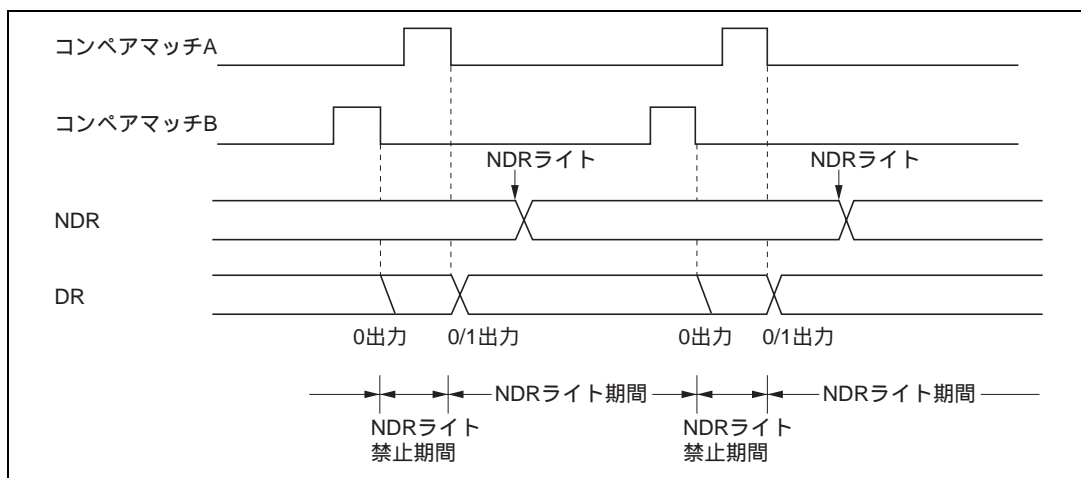 コンペアマッチA
コンペアマッチB
NDRライト
NDRライト
NDR
DR
0出力
0/1出力
0出力
0/1出力
NDRライト期間
NDRライト期間
NDRライト
禁止期間
NDRライト
禁止期間